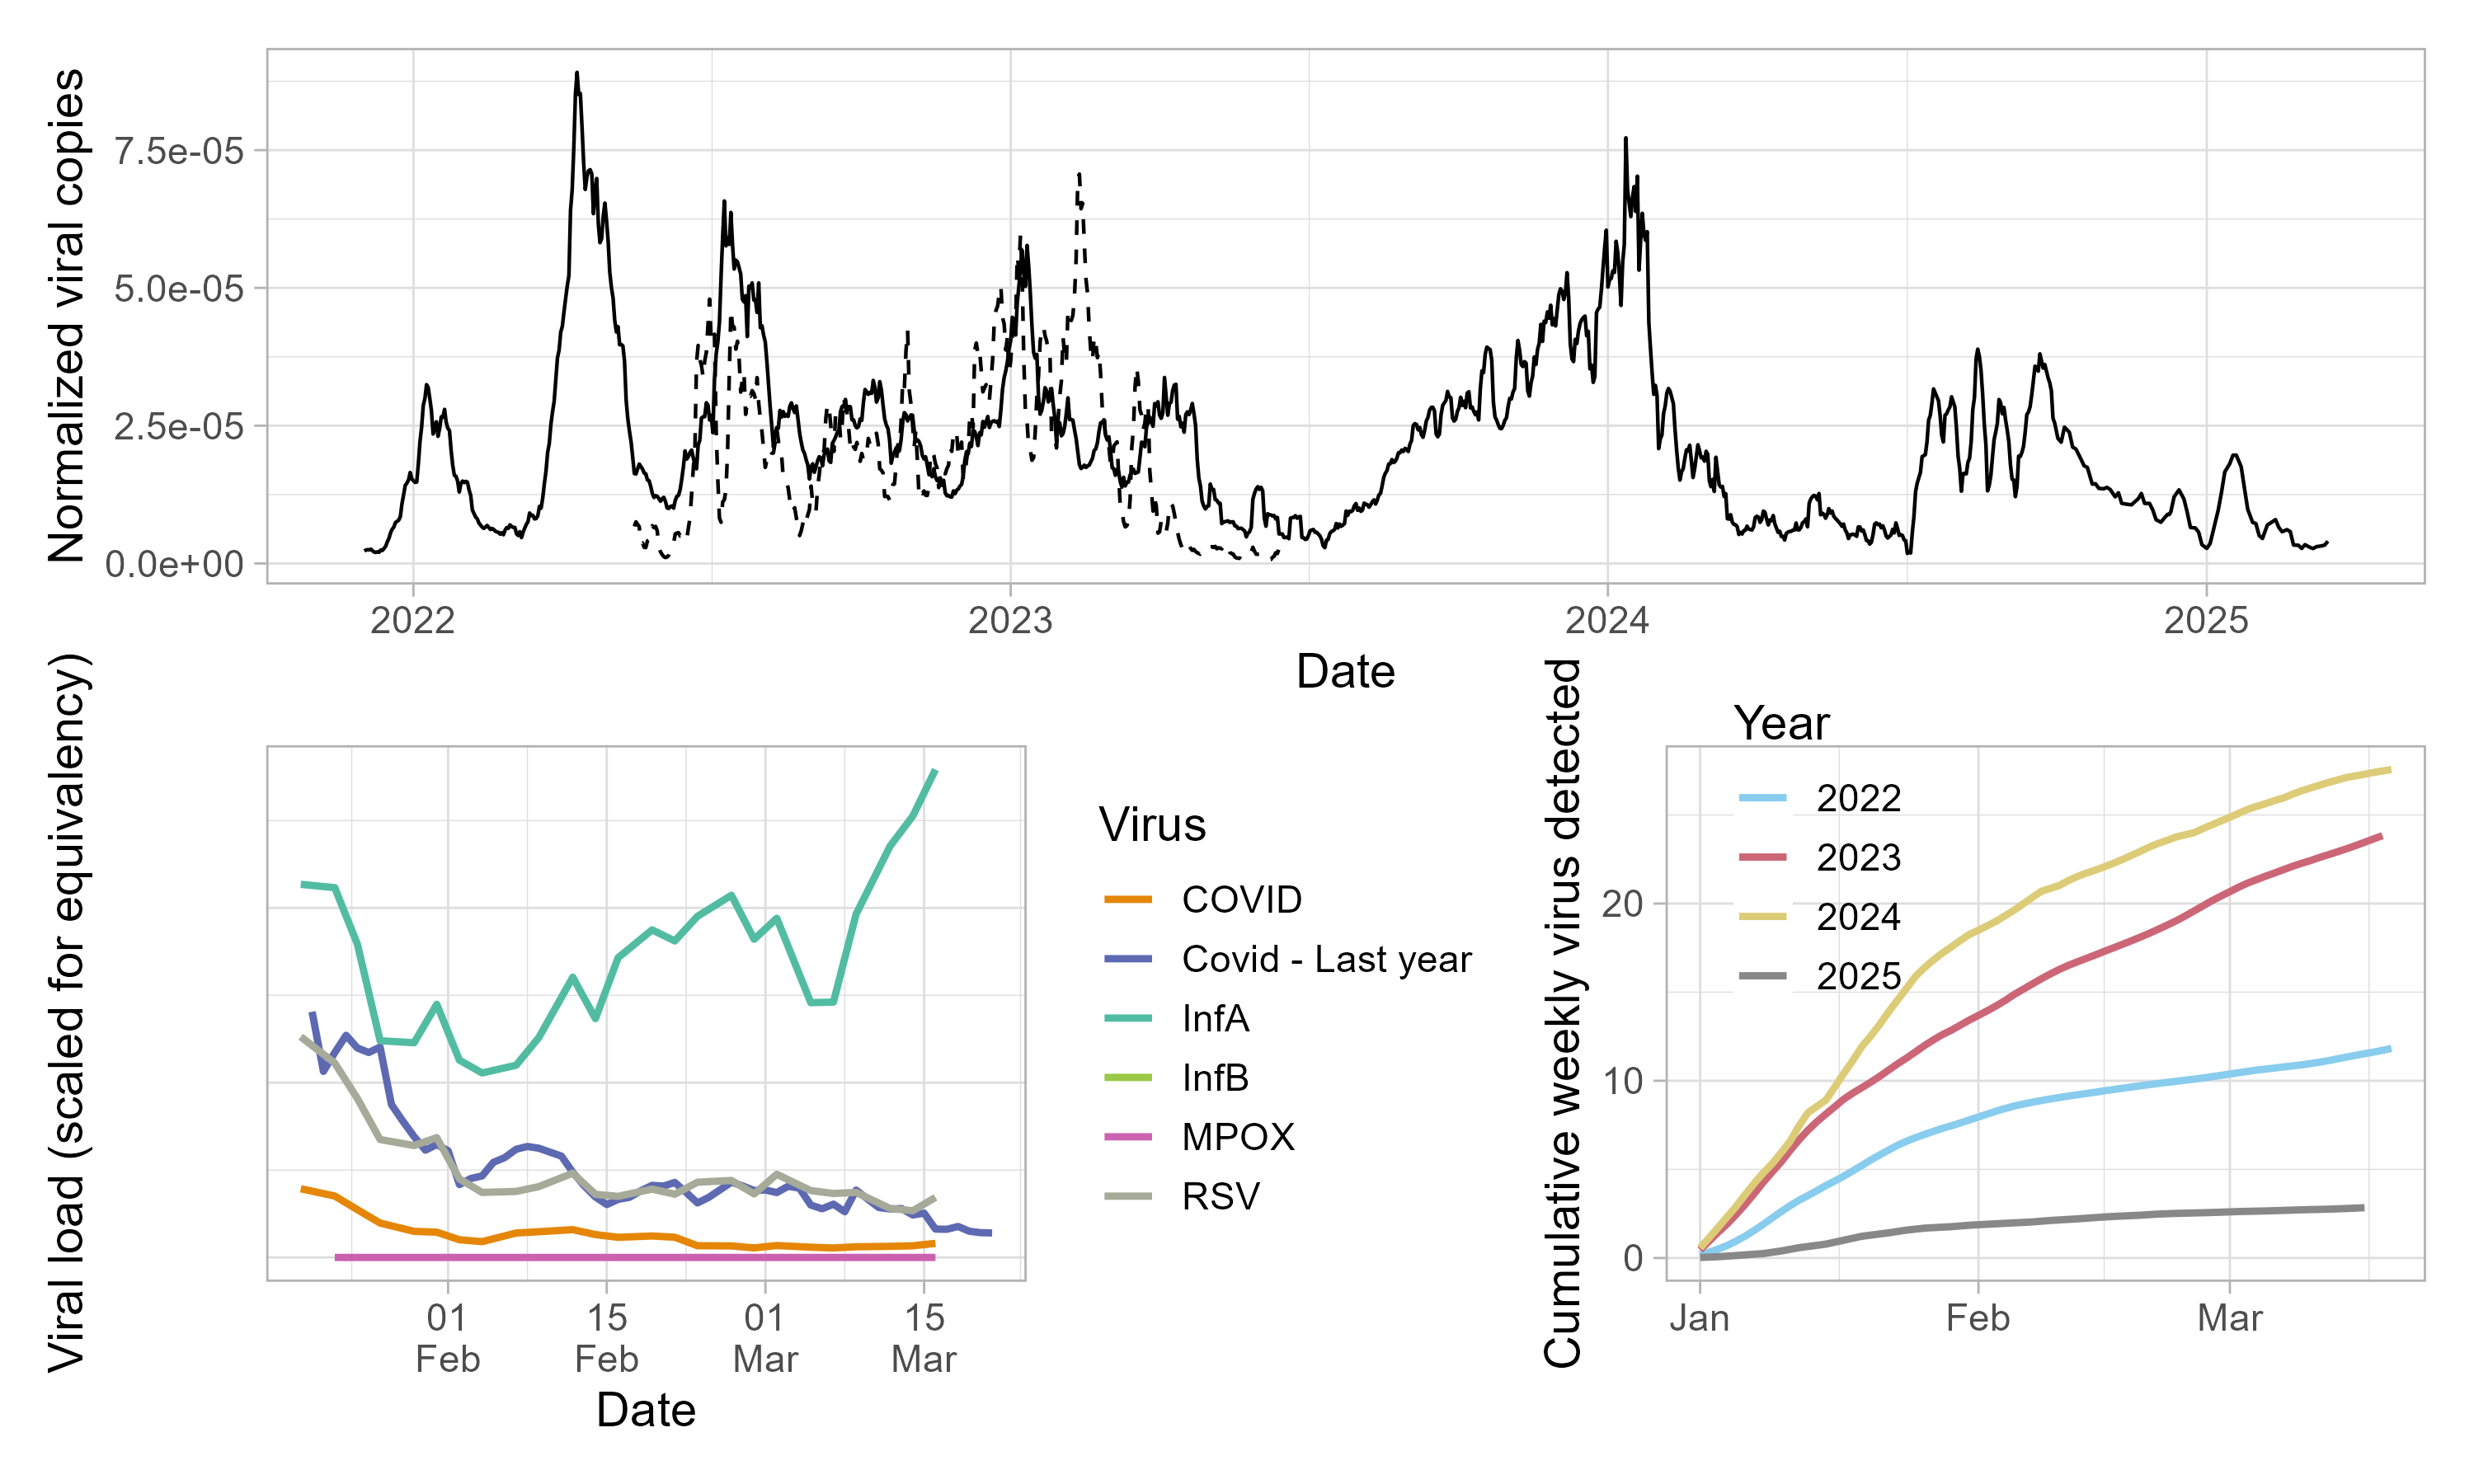 Normalized viral copies
7.5e-05
5.0e-05
2.5e-05
0.0e+00
2022
2023
2024
2025
Date
Viral load (scaled for equivalency)
01
Feb
15
Feb
01
Mar
15
Mar
Date
Virus
COVID
Covid - Last year
InfA
InfB
MPOX
RSV
Cumulative weekly virus detected
Year
2022
2023
2024
2025
20
10
0
Jan
Feb
Mar